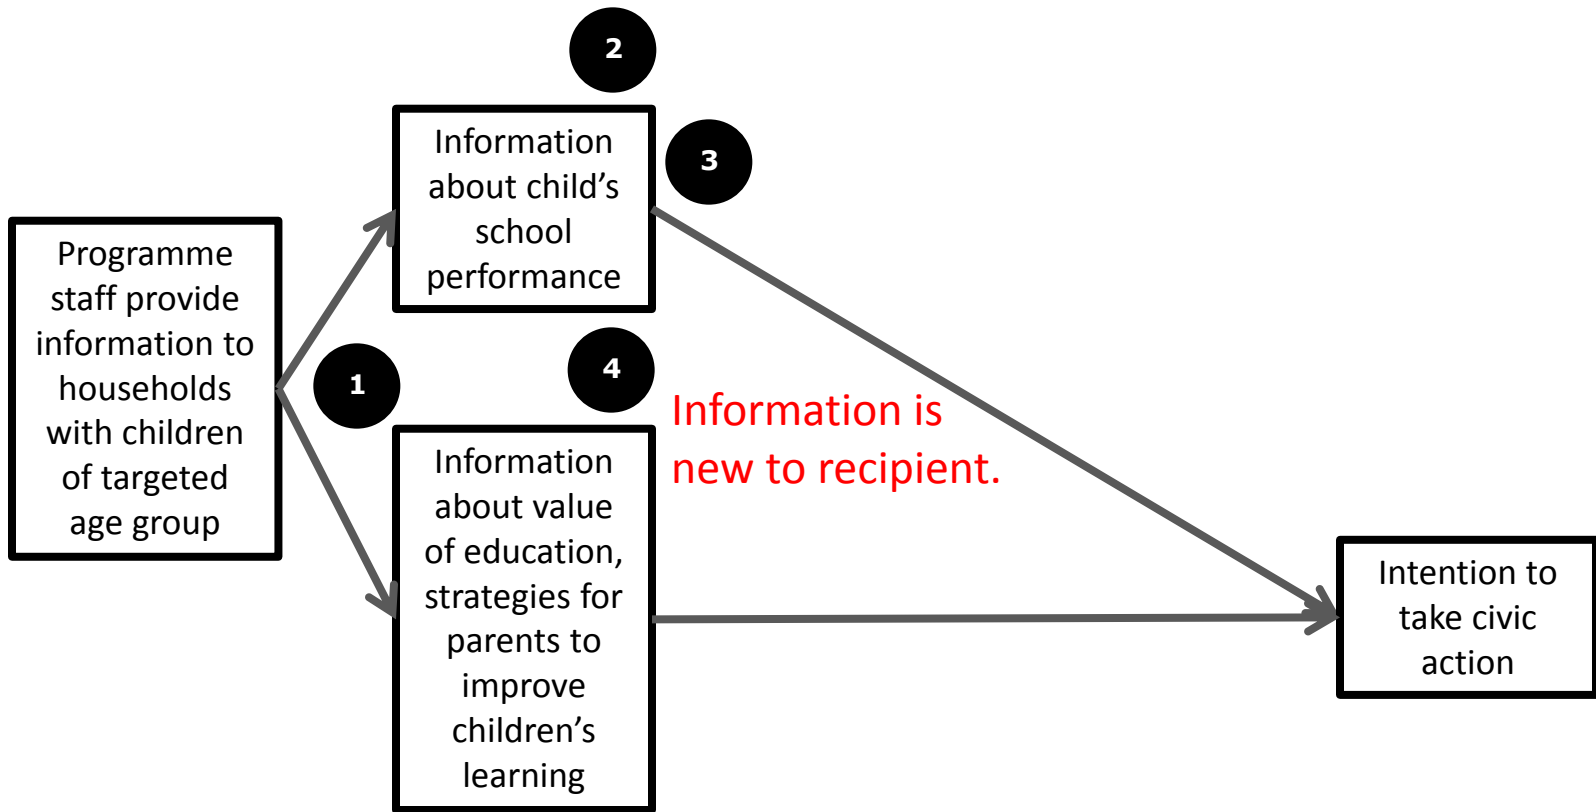 Programme
staff provide
information to
households
with children
of targeted
age group
1
2
Information
about child’s
school
performance
3
4
Information
about value
of education,
strategies for
parents to
improve
children’s
learning
Information is
new to recipient.
Intention to
take civic
action